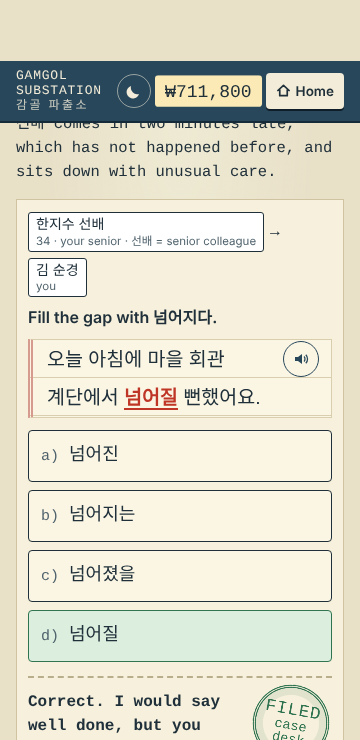 GAMGOL
SUBSTATION
감골 파출소
₩711,800
Home
선배 comes in two minutes late,
which has not happened before, and
sits down with unusual care.
한지수 선배
34 · your senior · 선배 = senior colleague
→
김 순경
you
Fill the gap with 넘어지다.
오늘 아침에 마을 회관
계단에서 넘어질 뻔했어요.
a) 넘어진
b) 넘어지는
c) 넘어졌을
d) 넘어질
Correct. I would say
well done, but you
FILED
case
desk